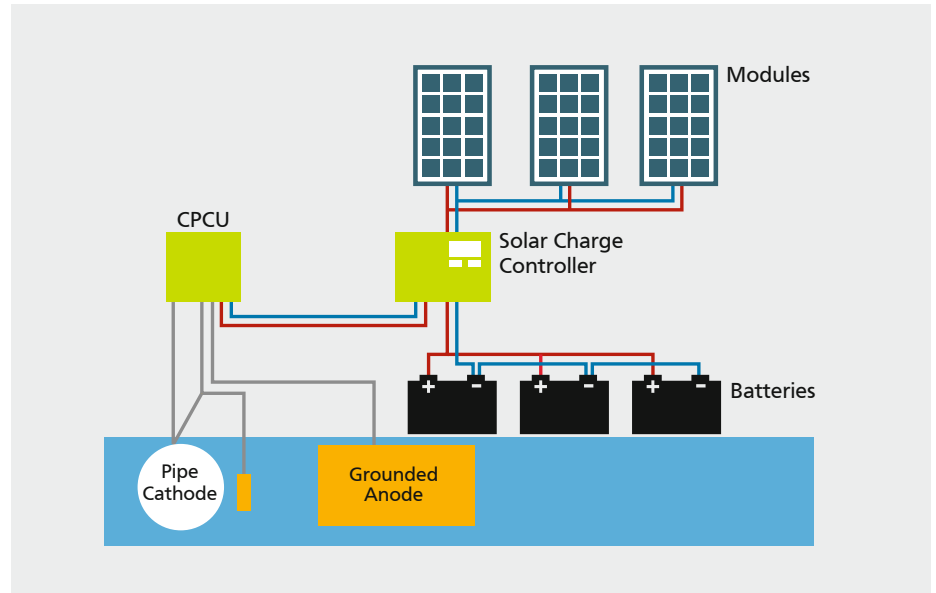 Modules
CPCU
Solar Charge
Controller
+ - + - + -
Batteries
Pipe
Cathode
Grounded
Anode